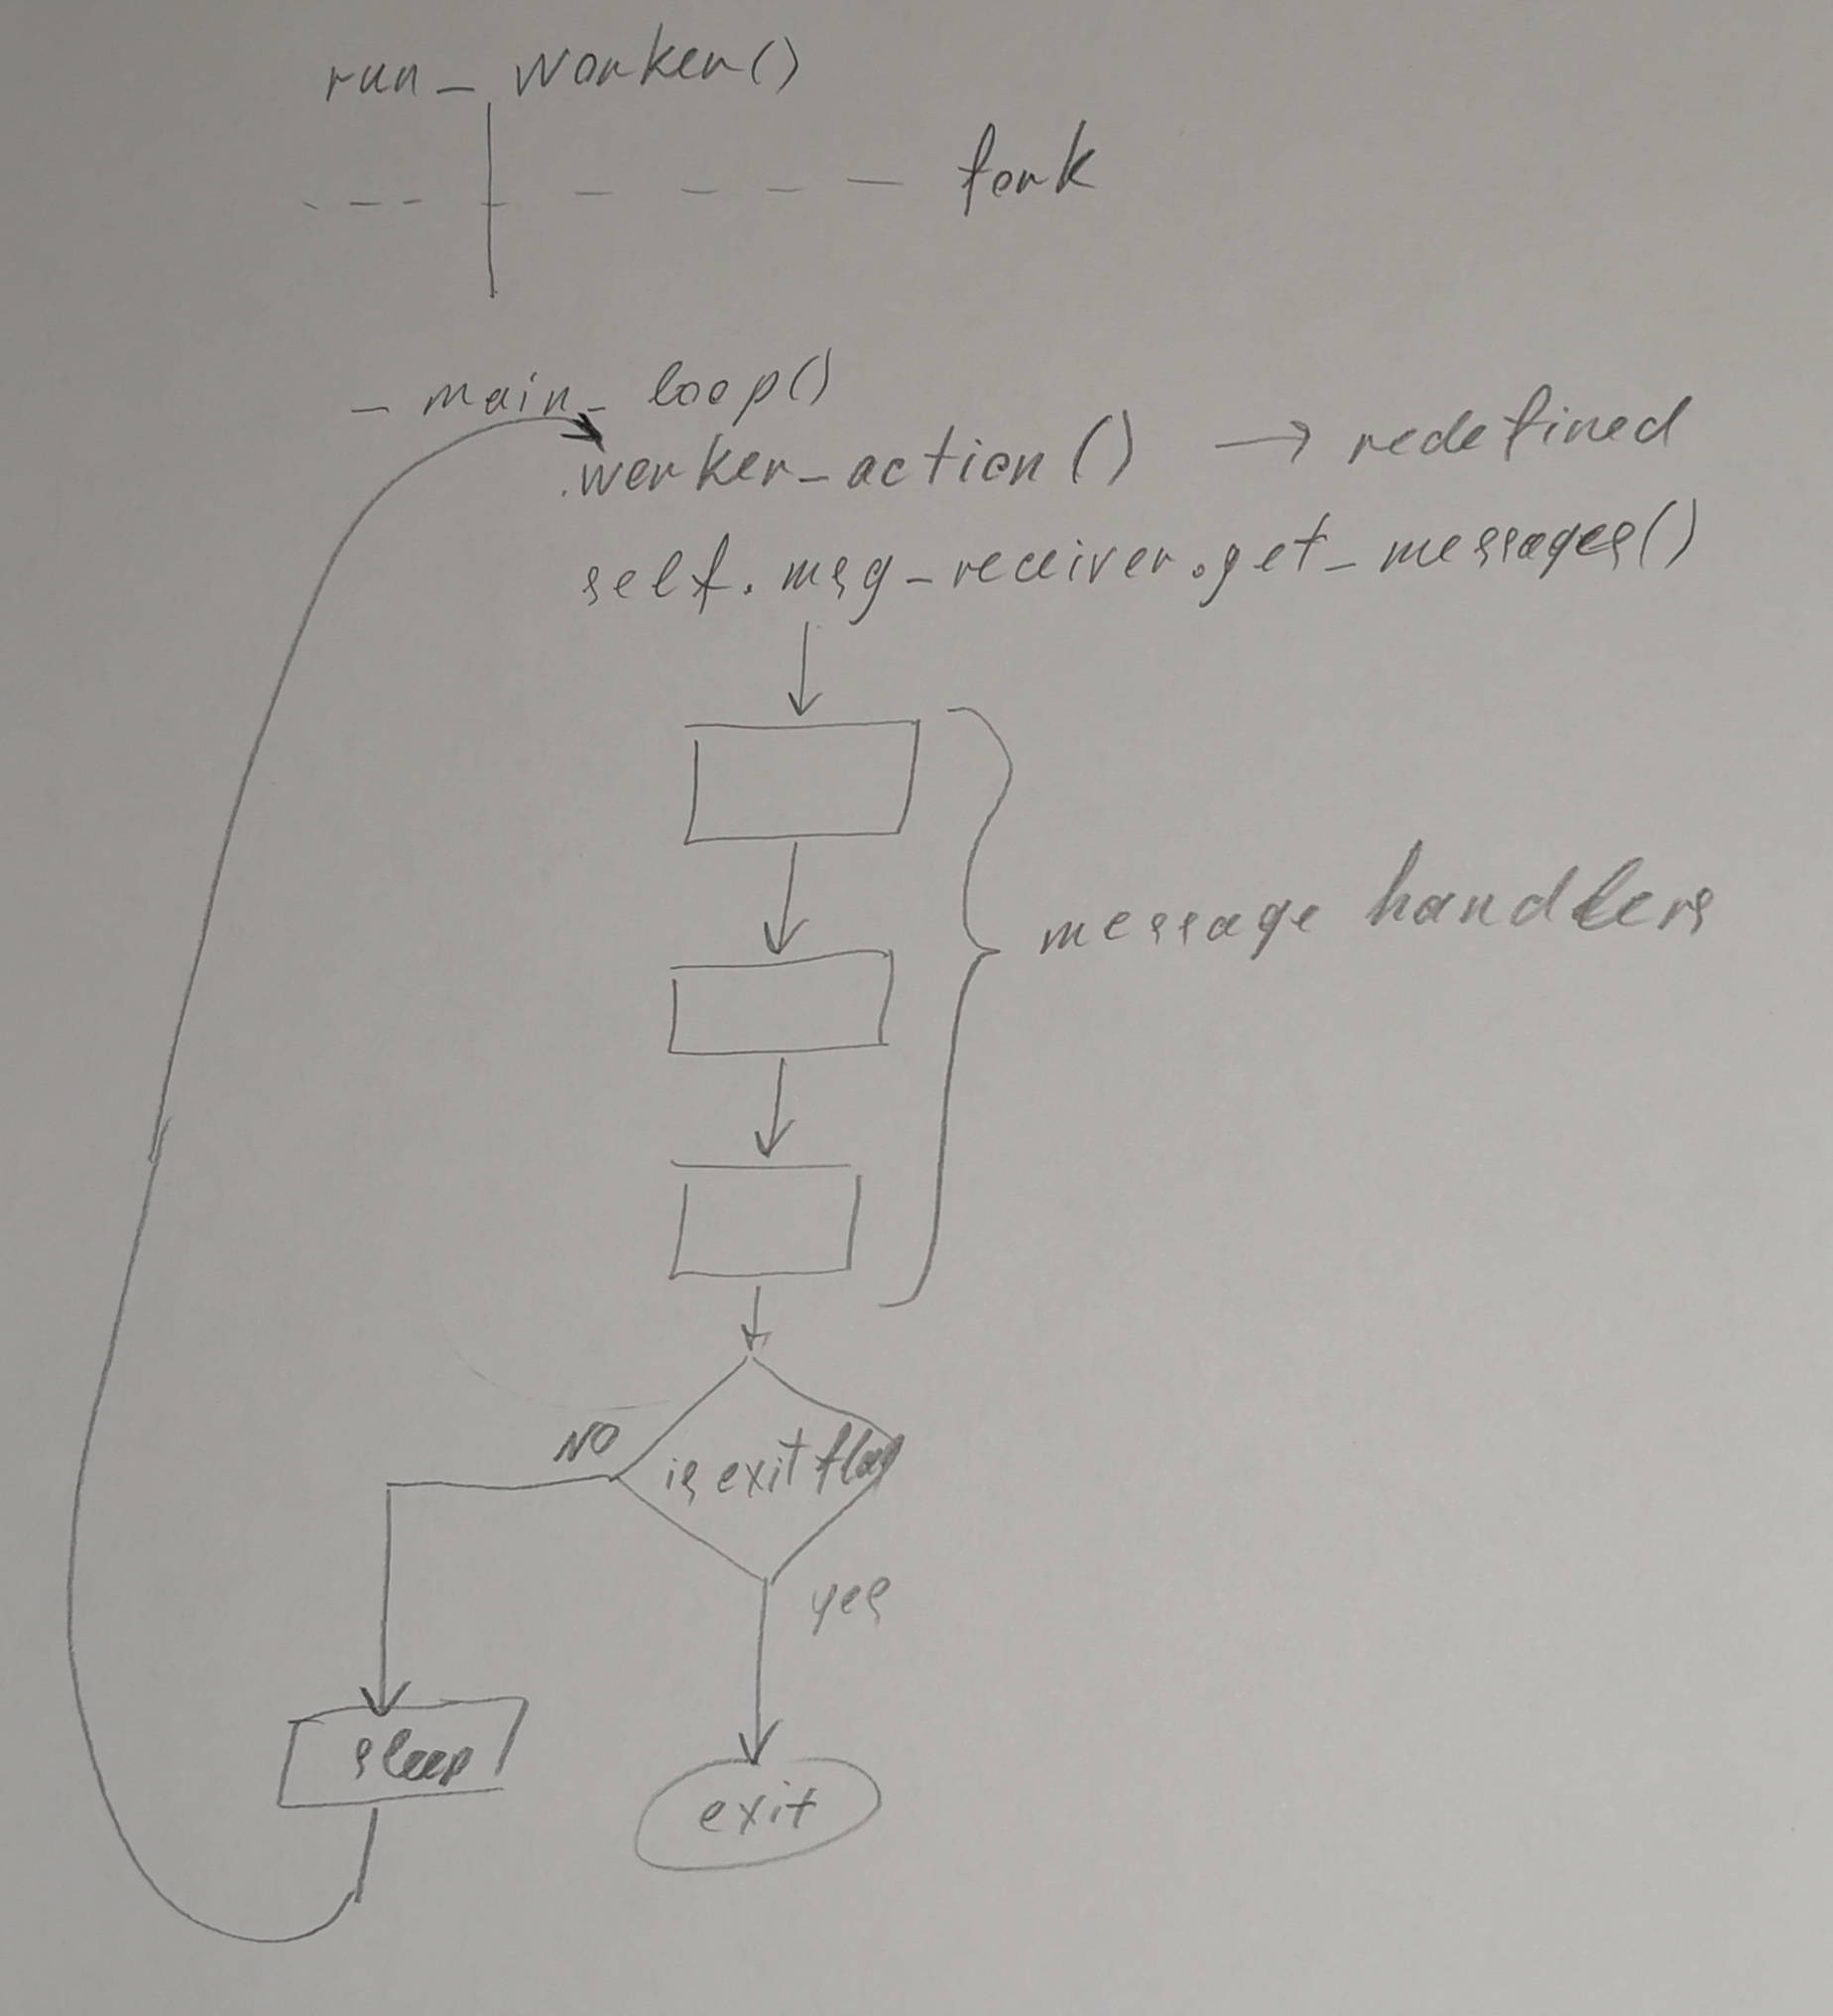 run_worker()
fork
_main_loop()
.worker_action() → redefined
self.msg_receiver.get_messages()
message handlers
NO
is exit flag
yes
sleep
exit